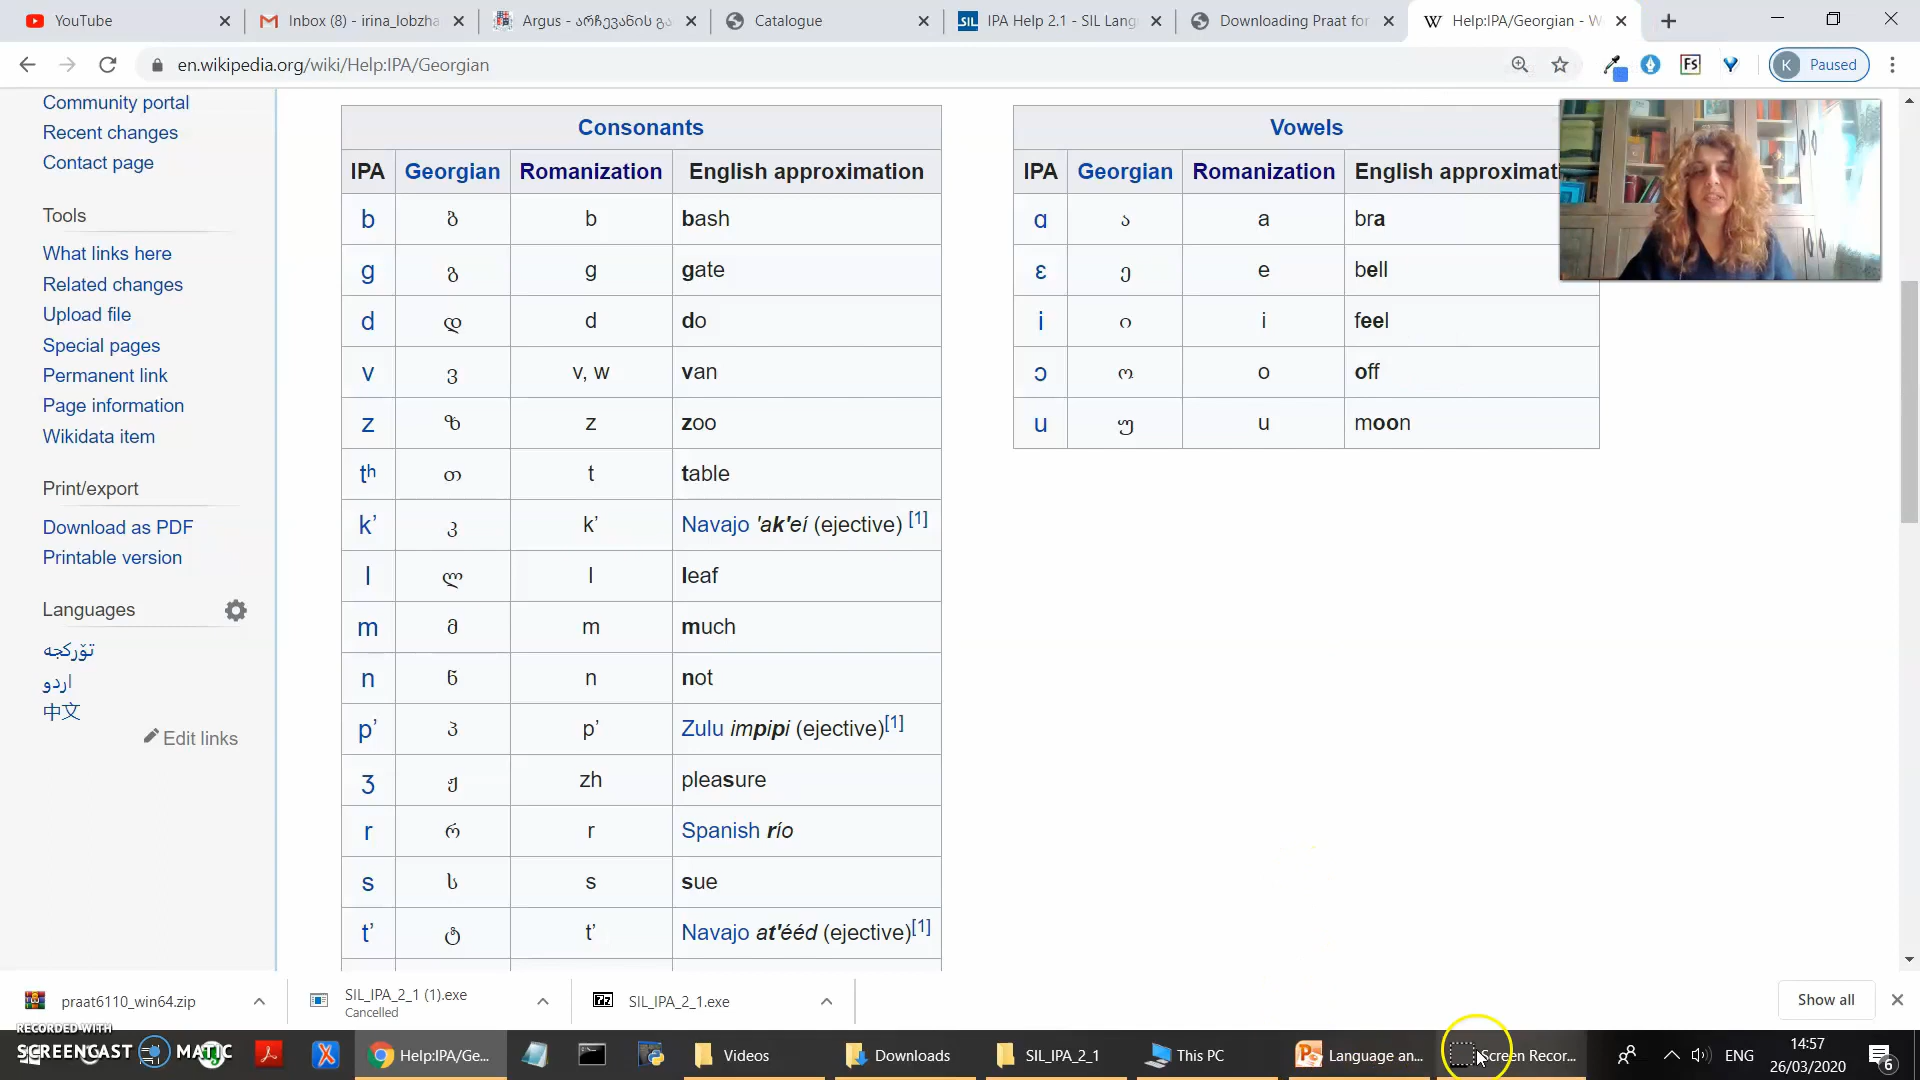 YouTube
Inbox (8) - irina_lobzha
Argus - არჩევანის გა
Catalogue
IPA Help 2.1 - SIL Lang
Downloading Praat for
Help:IPA/Georgian - W
en.wikipedia.org/wiki/Help:IPA/Georgian
K Paused
Community portal
Recent changes
Contact page
Tools
What links here
Related changes
Upload file
Special pages
Permanent link
Page information
Wikidata item
Print/export
Download as PDF
Printable version
Languages
تۆرکجه
اردو
中文
Edit links
Consonants
IPA Georgian Romanization English approximation
b ბ b bash
g გ g gate
d დ d do
v ვ v, w van
z ზ z zoo
tʰ თ t table
kʼ კ k’ Navajo 'ak'eí (ejective) [1]
l ლ l leaf
m მ m much
n ნ n not
pʼ პ p’ Zulu impipi (ejective)[1]
ʒ ჟ zh pleasure
r რ r Spanish río
s ს s sue
tʼ ტ t’ Navajo at'ééd (ejective)[1]
Vowels
IPA Georgian Romanization English approximati
ɑ ა a bra
ɛ ე e bell
i ი i feel
ɔ ო o off
u უ u moon
praat6110_win64.zip
SIL_IPA_2_1 (1).exe
Cancelled
SIL_IPA_2_1.exe
Show all
RECORDED WITH
SCREENCAST MATIC
Help:IPA/Ge...
Videos
Downloads
SIL_IPA_2_1
This PC
Language an...
Screen Recor...
ENG
14:57
26/03/2020
6